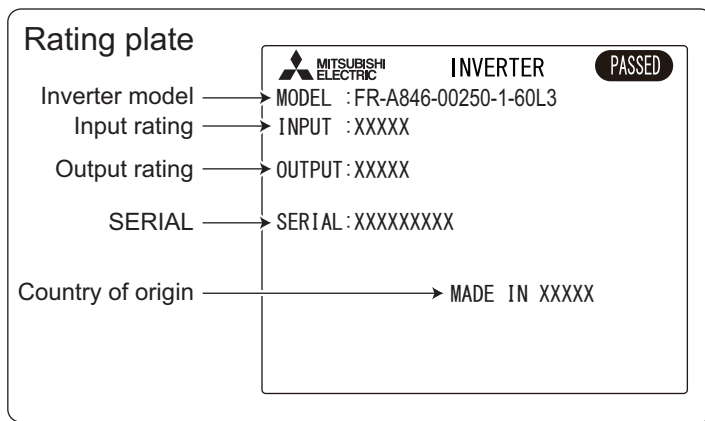 Rating plate
MITSUBISHI
ELECTRIC
INVERTER
PASSED
Inverter model
MODEL :FR-A846-00250-1-60L3
Input rating
INPUT :XXXXX
Output rating
OUTPUT:XXXXX
SERIAL
SERIAL:XXXXXXXXX
Country of origin
MADE IN XXXXX